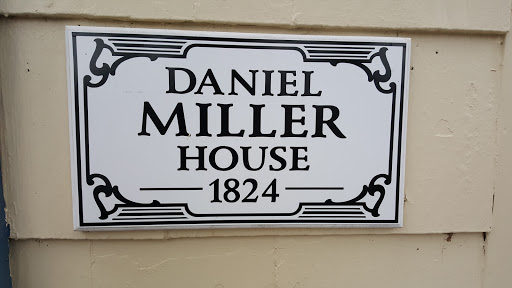 DANIEL
MILLER
HOUSE
1824